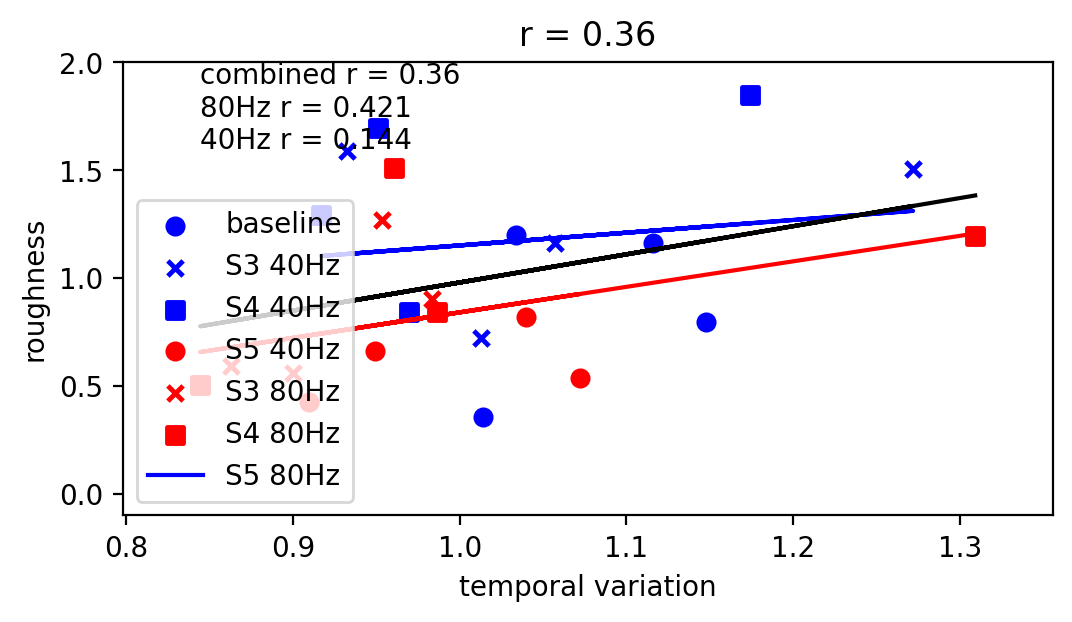 r = 0.36
combined r = 0.36
80Hz r = 0.421
40Hz r = 0.144
2.0
1.5
1.0
0.5
0.0
roughness
baseline
S3 40Hz
S4 40Hz
S5 40Hz
S3 80Hz
S4 80Hz
S5 80Hz
0.8 0.9 1.0 1.1 1.2 1.3
temporal variation